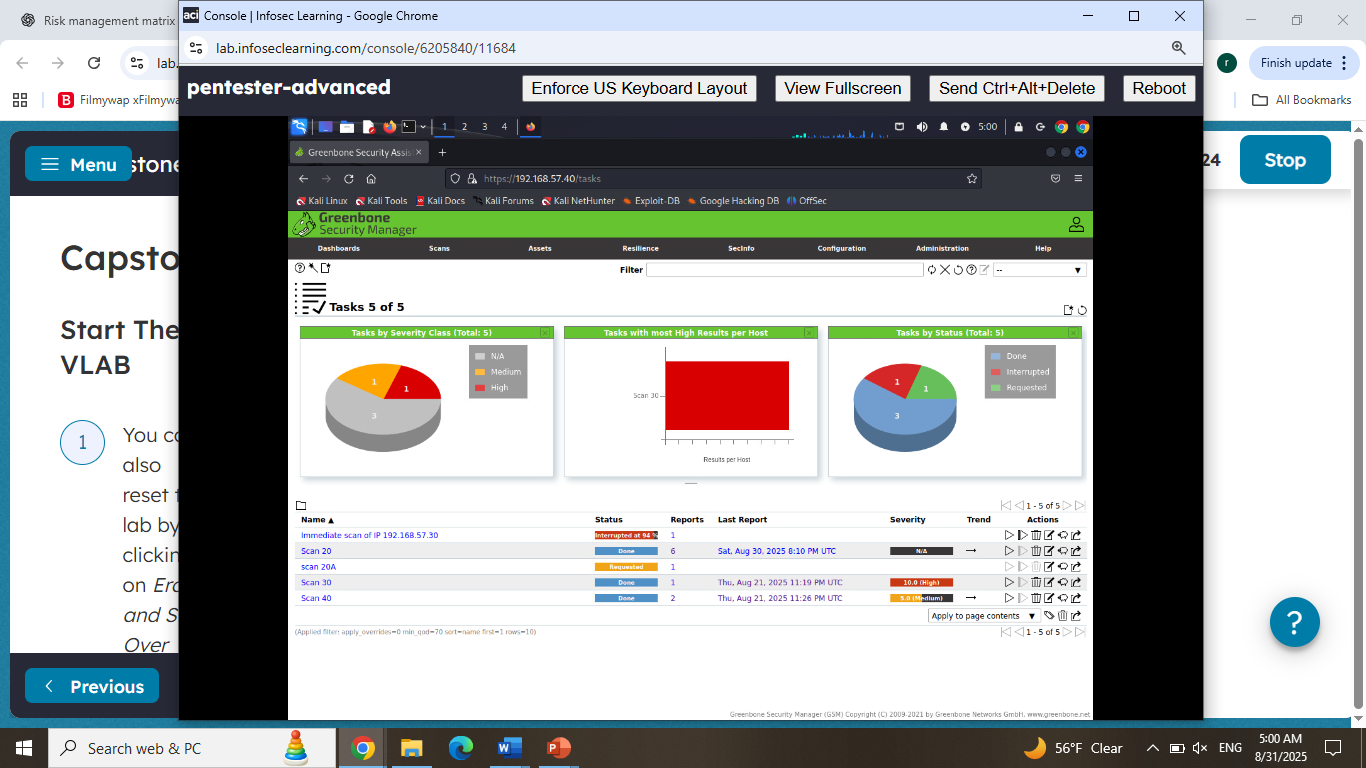 Risk management matrix
aci Console | Infosec Learning - Google Chrome
lab.infoseclearning.com/console/6205840/11684
lab.
Finish update
r
Filmywap xFilmywa
All Bookmarks
pentester-advanced
Enforce US Keyboard Layout
View Fullscreen
Send Ctrl+Alt+Delete
Reboot
1 2 3 4
5:00
Greenbone Security Assis
https://192.168.57.40/tasks
Kali Linux
Kali Tools
Kali Docs
Kali Forums
Kali NetHunter
Exploit-DB
Google Hacking DB
OffSec
Greenbone
Security Manager
Dashboards
Scans
Assets
Resilience
SecInfo
Configuration
Administration
Help
Filter
--
Tasks 5 of 5
Tasks by Severity Class (Total: 5)
N/A
Medium
High
1
1
3
Tasks with most High Results per Host
Scan 30
Results per Host
Tasks by Status (Total: 5)
Done
Interrupted
Requested
1
1
3
1 - 5 of 5
Name ▲ Status Reports Last Report Severity Trend Actions
Immediate scan of IP 192.168.57.30 Interrupted at 94 % 1
Scan 20 Done 6 Sat, Aug 30, 2025 8:10 PM UTC N/A
scan 20A Requested 1
Scan 30 Done 1 Thu, Aug 21, 2025 11:19 PM UTC 10.0 (High)
Scan 40 Done 2 Thu, Aug 21, 2025 11:26 PM UTC 5.0 (Medium)
Apply to page contents
(Applied filter: apply_overrides=0 min_qod=70 sort=name first=1 rows=10)
1 - 5 of 5
Greenbone Security Manager (GSM) Copyright (C) 2009-2021 by Greenbone Networks GmbH, www.greenbone.net
Menu
stone
24
Stop
Capsto
Start The
VLAB
1
You ca
also
reset t
lab by
clickin
on Era
and S
Over
Previous
?
Search web & PC
56°F Clear
ENG
5:00 AM
8/31/2025